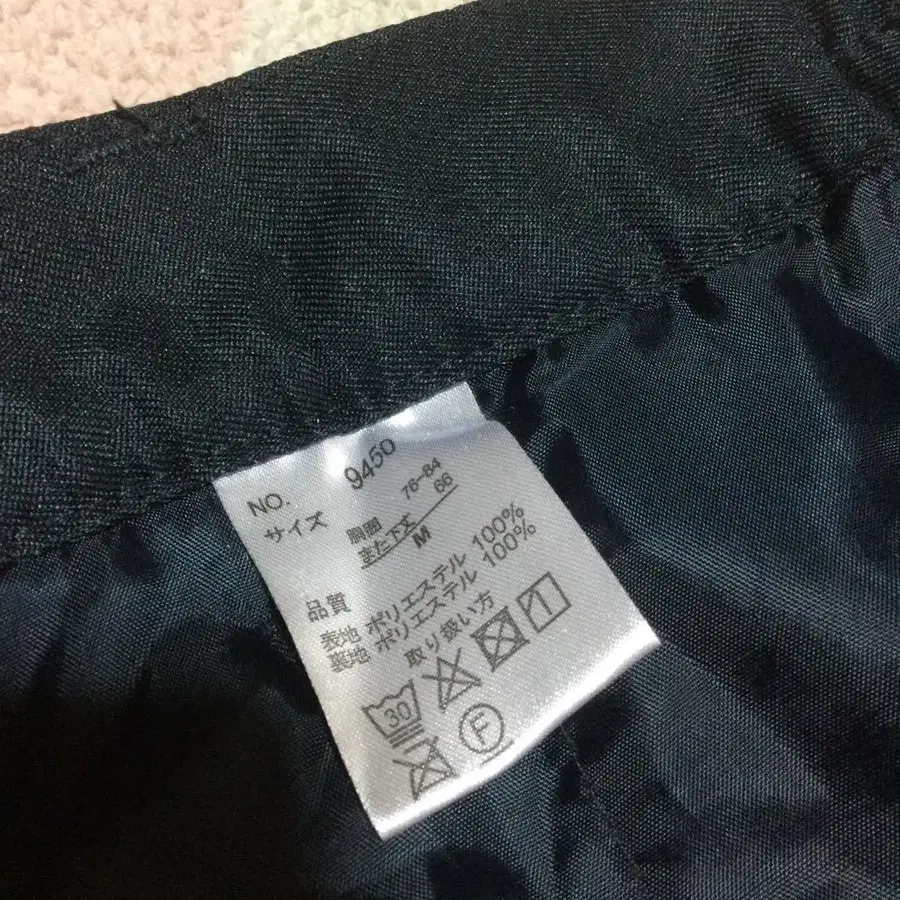 NO. 9450
サイズ 胴囲 76-84
また下丈 66
M
品質
表地 ポリエステル 100%
裏地 ポリエステル 100%
取り扱い方
30
F